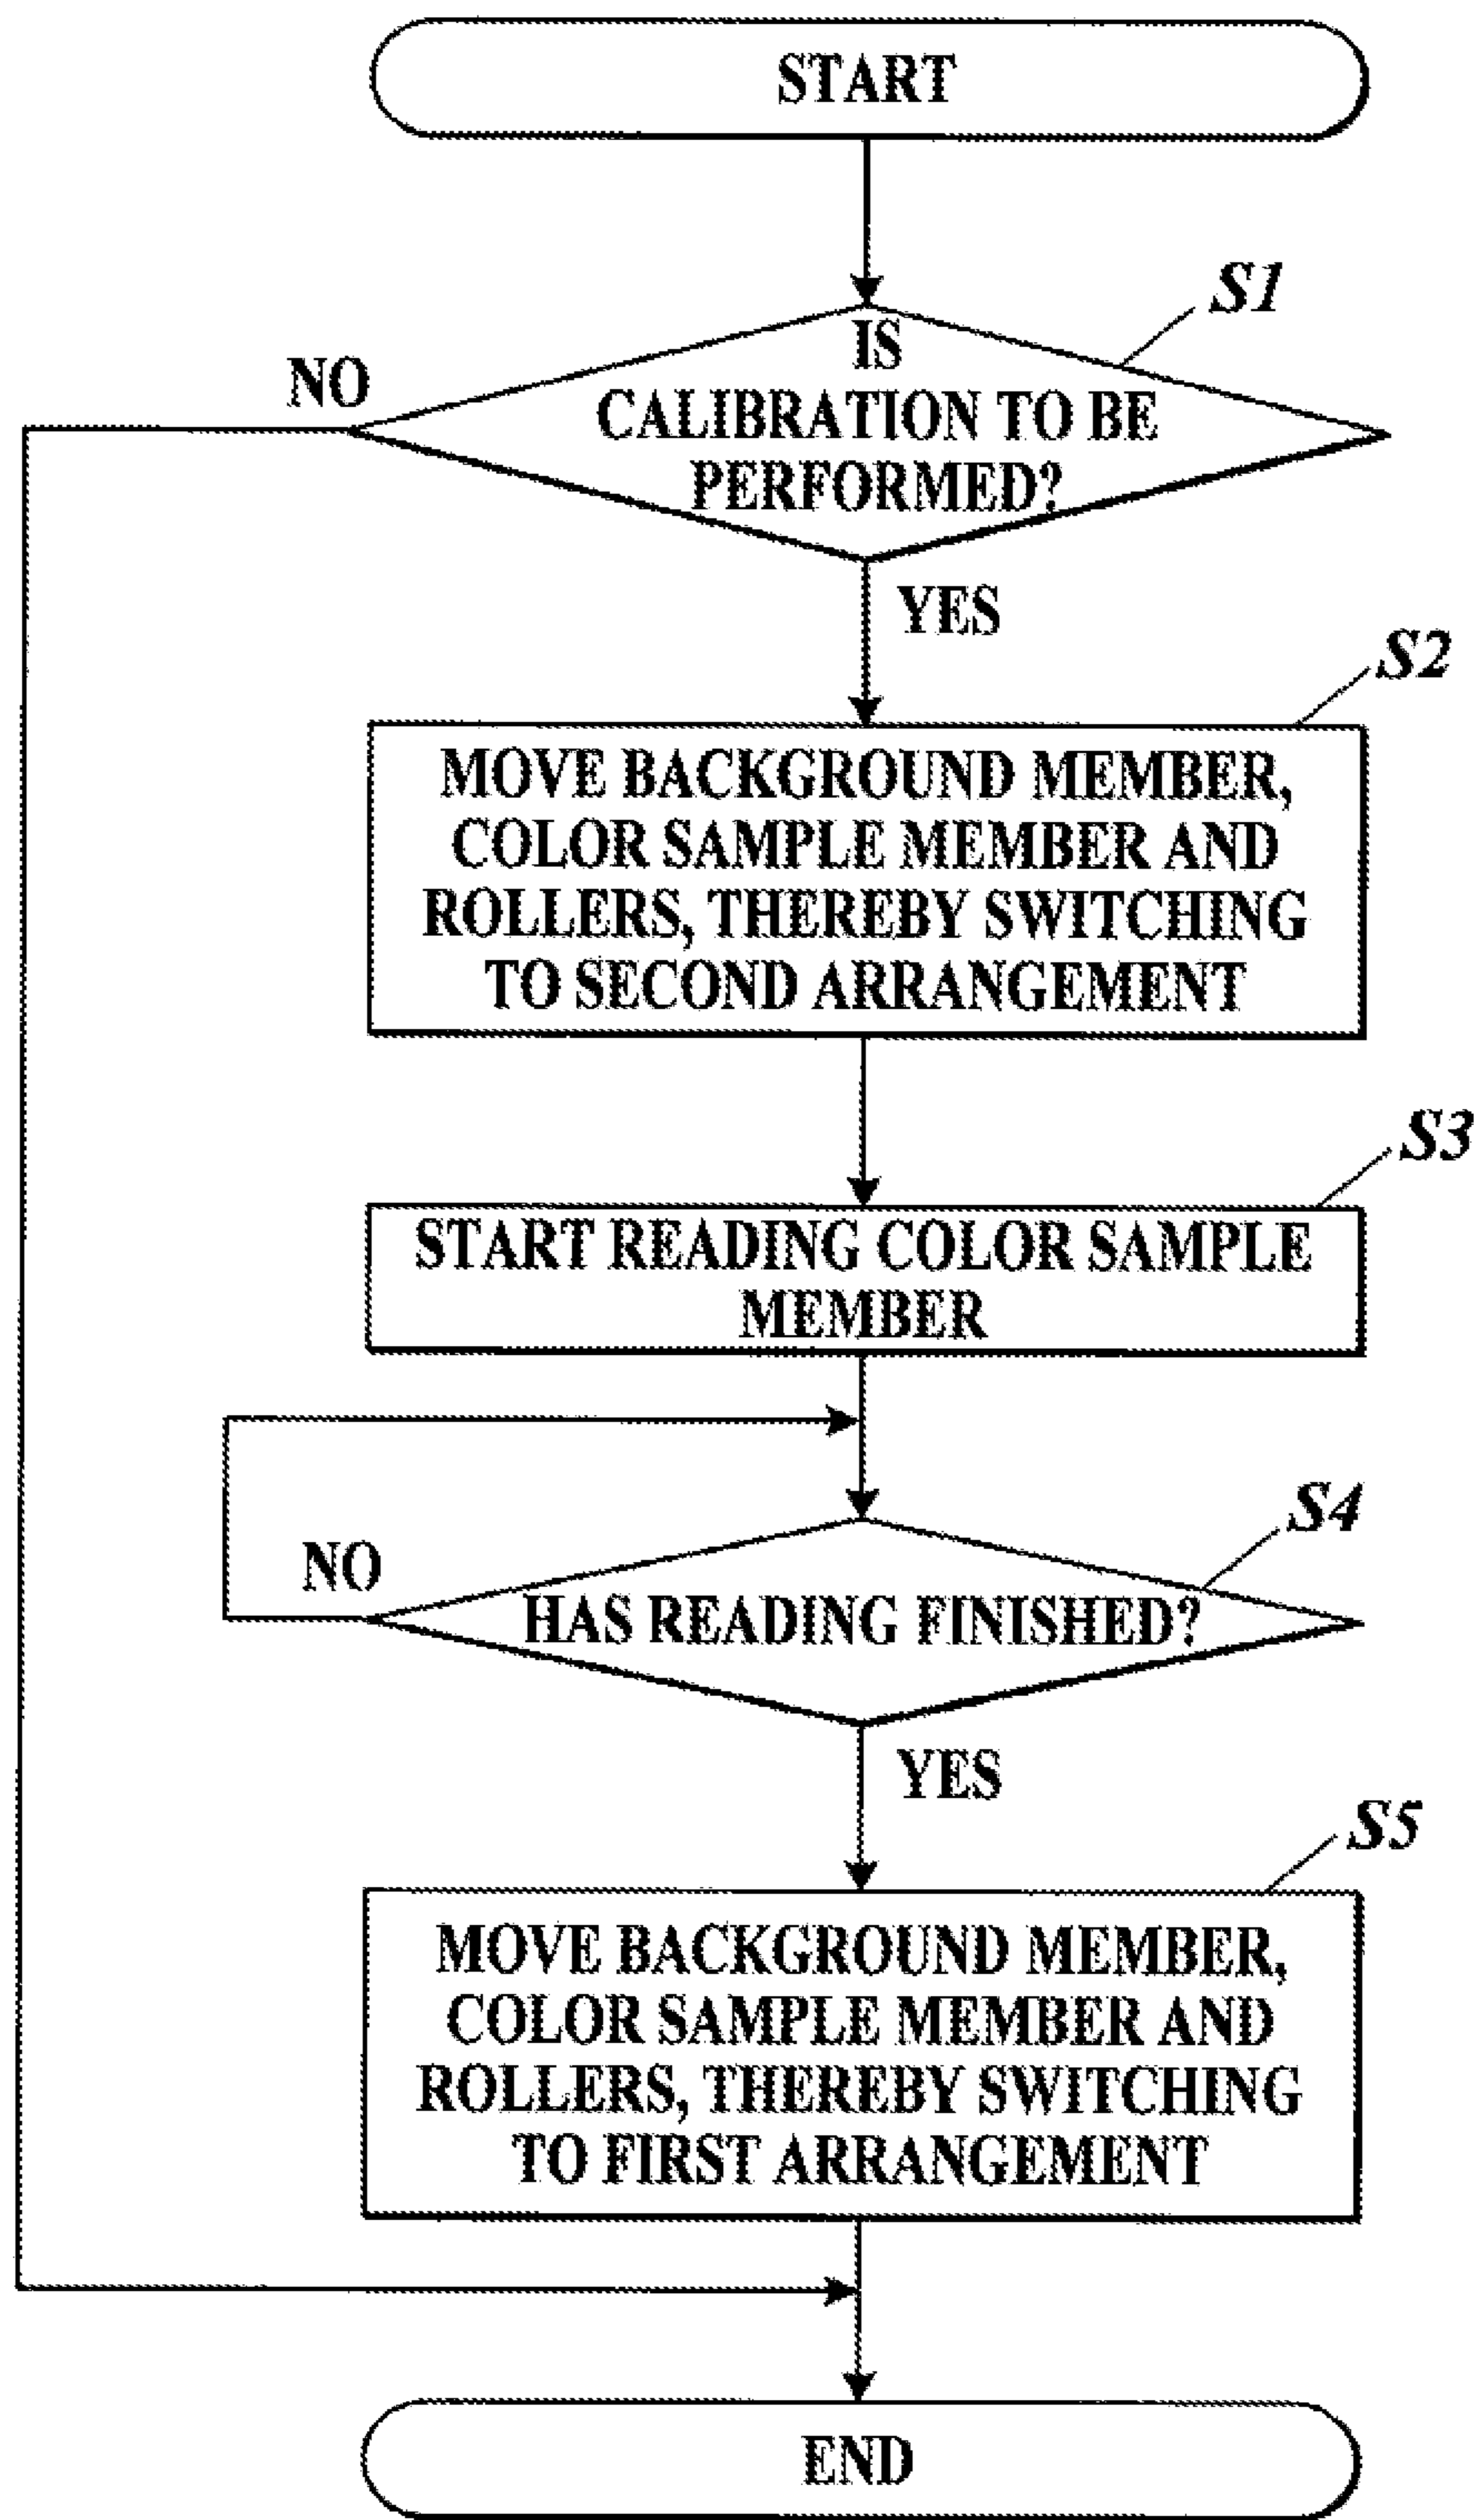 START
S1
IS
CALIBRATION TO BE
PERFORMED?
NO
YES
S2
MOVE BACKGROUND MEMBER,
COLOR SAMPLE MEMBER AND
ROLLERS, THEREBY SWITCHING
TO SECOND ARRANGEMENT
S3
START READING COLOR SAMPLE
MEMBER
S4
NO
HAS READING FINISHED?
YES
S5
MOVE BACKGROUND MEMBER,
COLOR SAMPLE MEMBER AND
ROLLERS, THEREBY SWITCHING
TO FIRST ARRANGEMENT
END